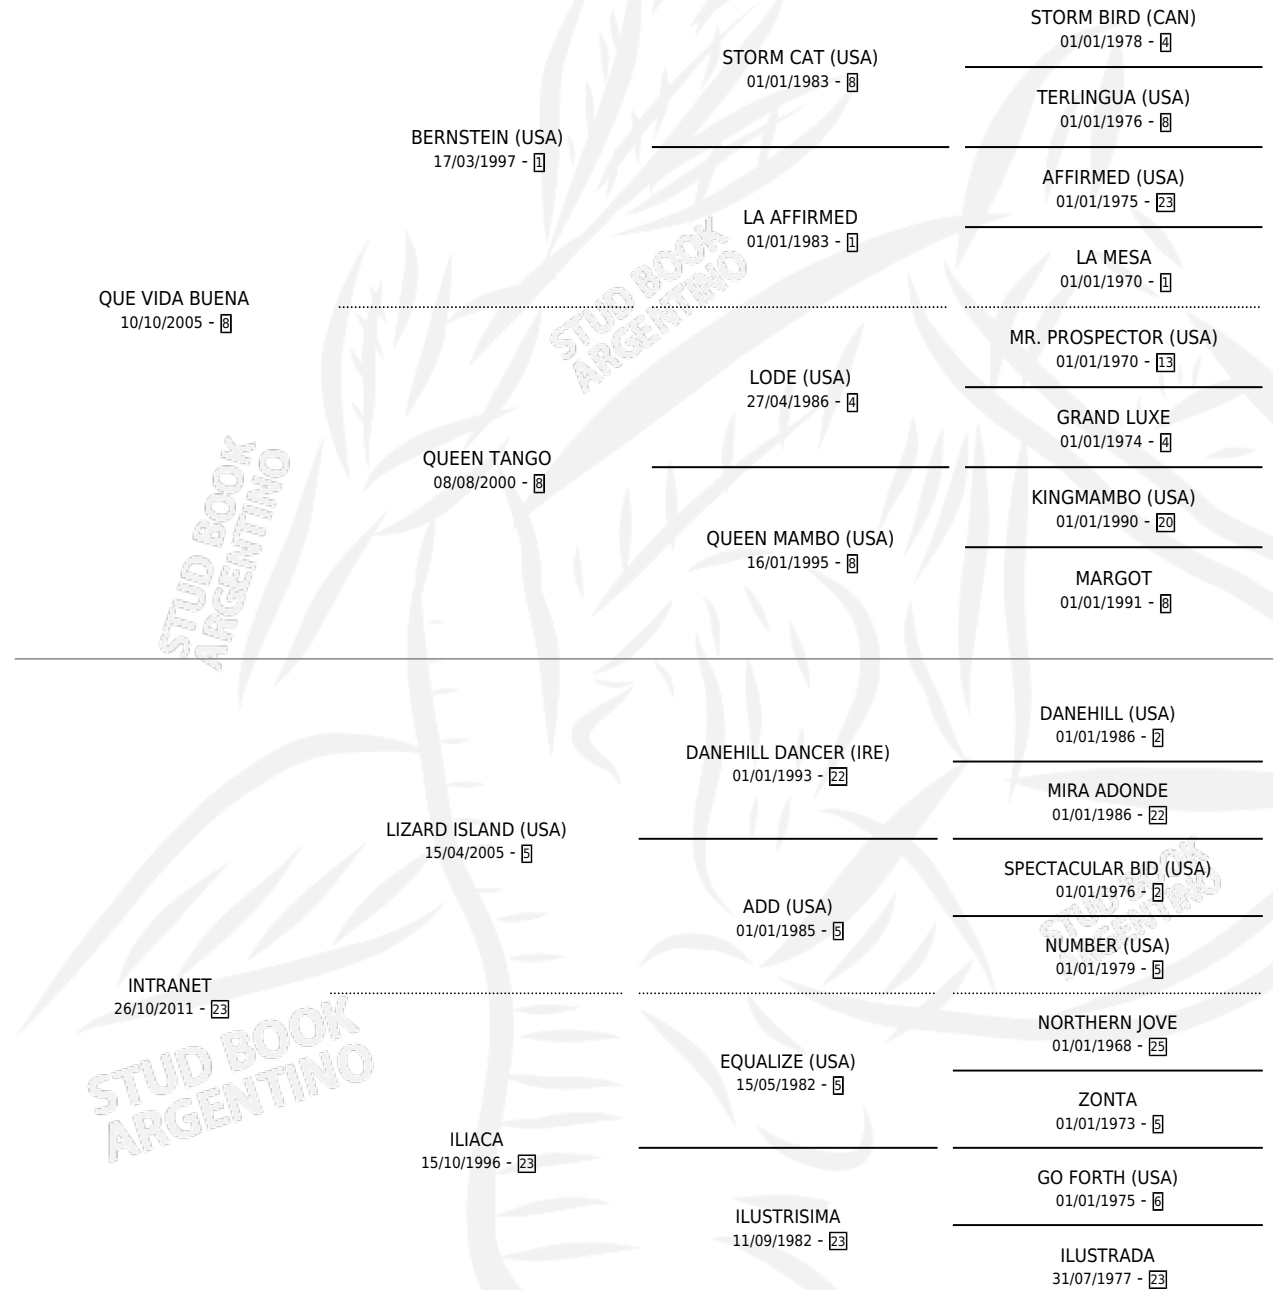 STORM BIRD (CAN)
01/01/1978 - 4
STORM CAT (USA)
01/01/1983 - 8
TERLINGUA (USA)
01/01/1976 - 8
BERNSTEIN (USA)
17/03/1997 - 1
AFFIRMED (USA)
01/01/1975 - 23
LA AFFIRMED
01/01/1983 - 1
LA MESA
01/01/1970 - 1
QUE VIDA BUENA
10/10/2005 - 8
MR. PROSPECTOR (USA)
01/01/1970 - 13
LODE (USA)
27/04/1986 - 4
GRAND LUXE
01/01/1974 - 4
QUEEN TANGO
08/08/2000 - 8
KINGMAMBO (USA)
01/01/1990 - 20
QUEEN MAMBO (USA)
16/01/1995 - 8
MARGOT
01/01/1991 - 8
STUD BOOK
ARGENTINO
STUD BOOK
ARGENTINO
DANEHILL (USA)
01/01/1986 - 2
DANEHILL DANCER (IRE)
01/01/1993 - 22
MIRA ADONDE
01/01/1986 - 22
LIZARD ISLAND (USA)
15/04/2005 - 5
SPECTACULAR BID (USA)
01/01/1976 - 2
ADD (USA)
01/01/1985 - 5
NUMBER (USA)
01/01/1979 - 5
STUD BOOK
ARGENTINO
INTRANET
26/10/2011 - 23
NORTHERN JOVE
01/01/1968 - 25
EQUALIZE (USA)
15/05/1982 - 5
ZONTA
01/01/1973 - 5
ILIACA
15/10/1996 - 23
GO FORTH (USA)
01/01/1975 - 6
ILUSTRISIMA
11/09/1982 - 23
ILUSTRADA
31/07/1977 - 23
STUD BOOK
ARGENTINO